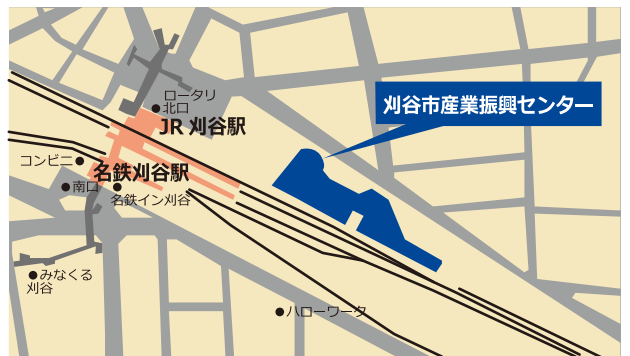 ロータリ
北口
JR 刈谷駅
刈谷市産業振興センター
コンビニ
名鉄刈谷駅
南口
名鉄イン刈谷
みなくる
刈谷
ハローワータ